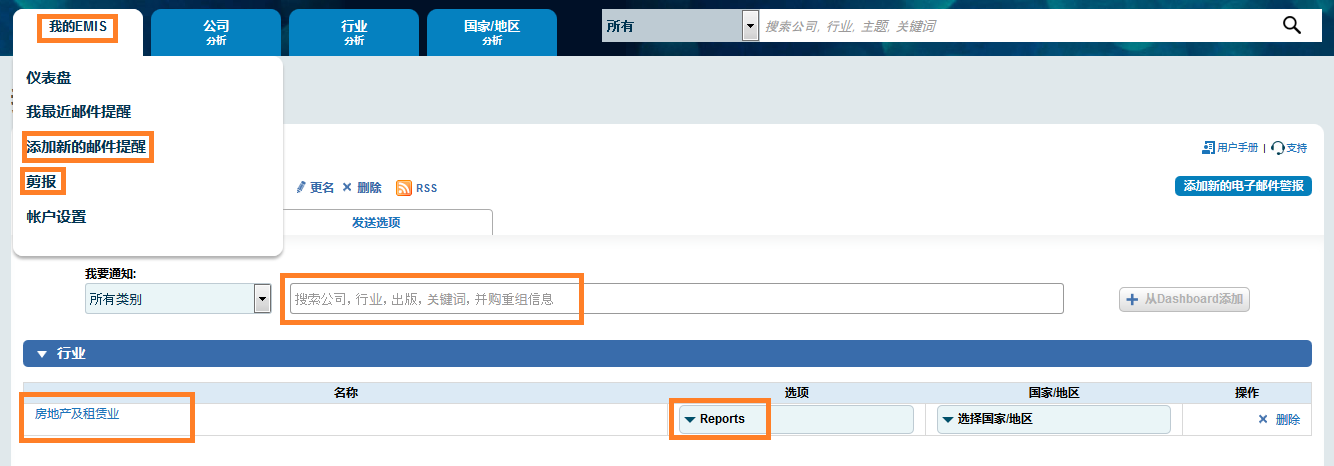 我的EMIS
公司
分析
行业
分析
国家/地区
分析
所有
搜索公司, 行业, 主题, 关键词
仪表盘
我最近邮件提醒
添加新的邮件提醒
剪报
帐户设置
用户手册 | 支持
更名 删除 RSS
添加新的电子邮件警报
发送选项
我要通知:
所有类别
搜索公司, 行业, 出版, 关键词, 并购重组信息
从Dashboard添加
行业
名称 选项 国家/地区 操作
房地产及租赁业 Reports 选择国家/地区 删除